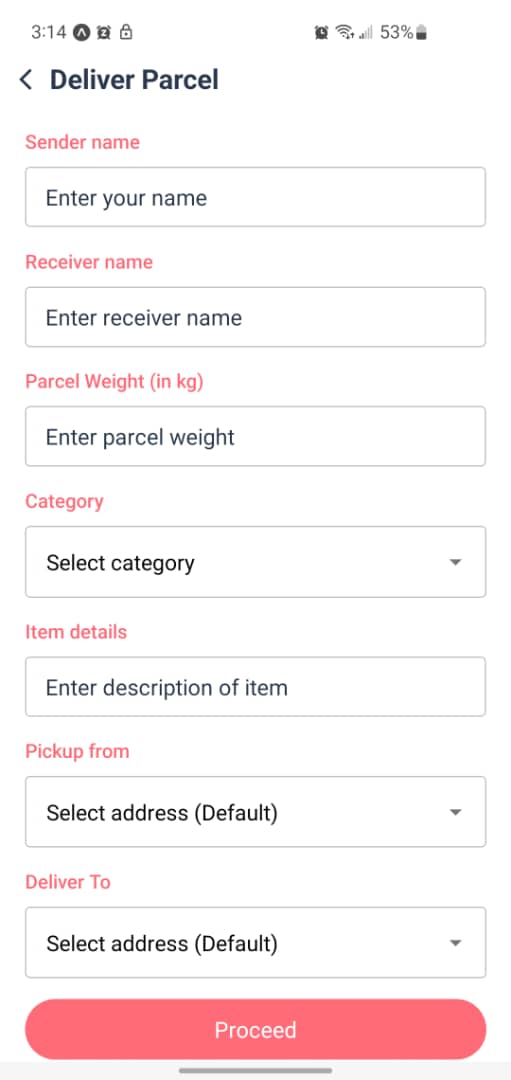 3:14 53%
Deliver Parcel
Sender name
Enter your name
Receiver name
Enter receiver name
Parcel Weight (in kg)
Enter parcel weight
Category
Select category
Item details
Enter description of item
Pickup from
Select address (Default)
Deliver To
Select address (Default)
Proceed